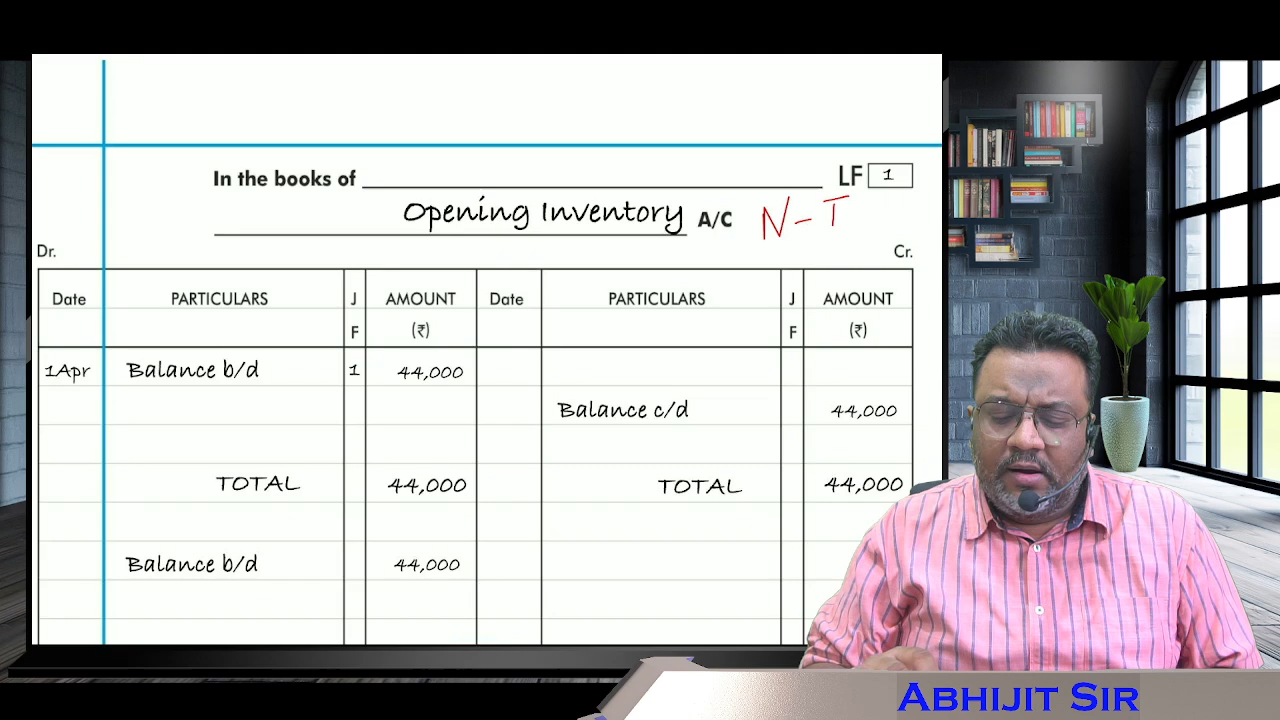 In the books of LF 1
Opening Inventory A/C N-T
Dr. Cr.
Date PARTICULARS J F AMOUNT (₹) Date PARTICULARS J F AMOUNT (₹)
1Apr Balance b/d 1 44,000
Balance c/d 44,000
TOTAL 44,000 TOTAL 44,000
Balance b/d 44,000
ABHIJIT SIR